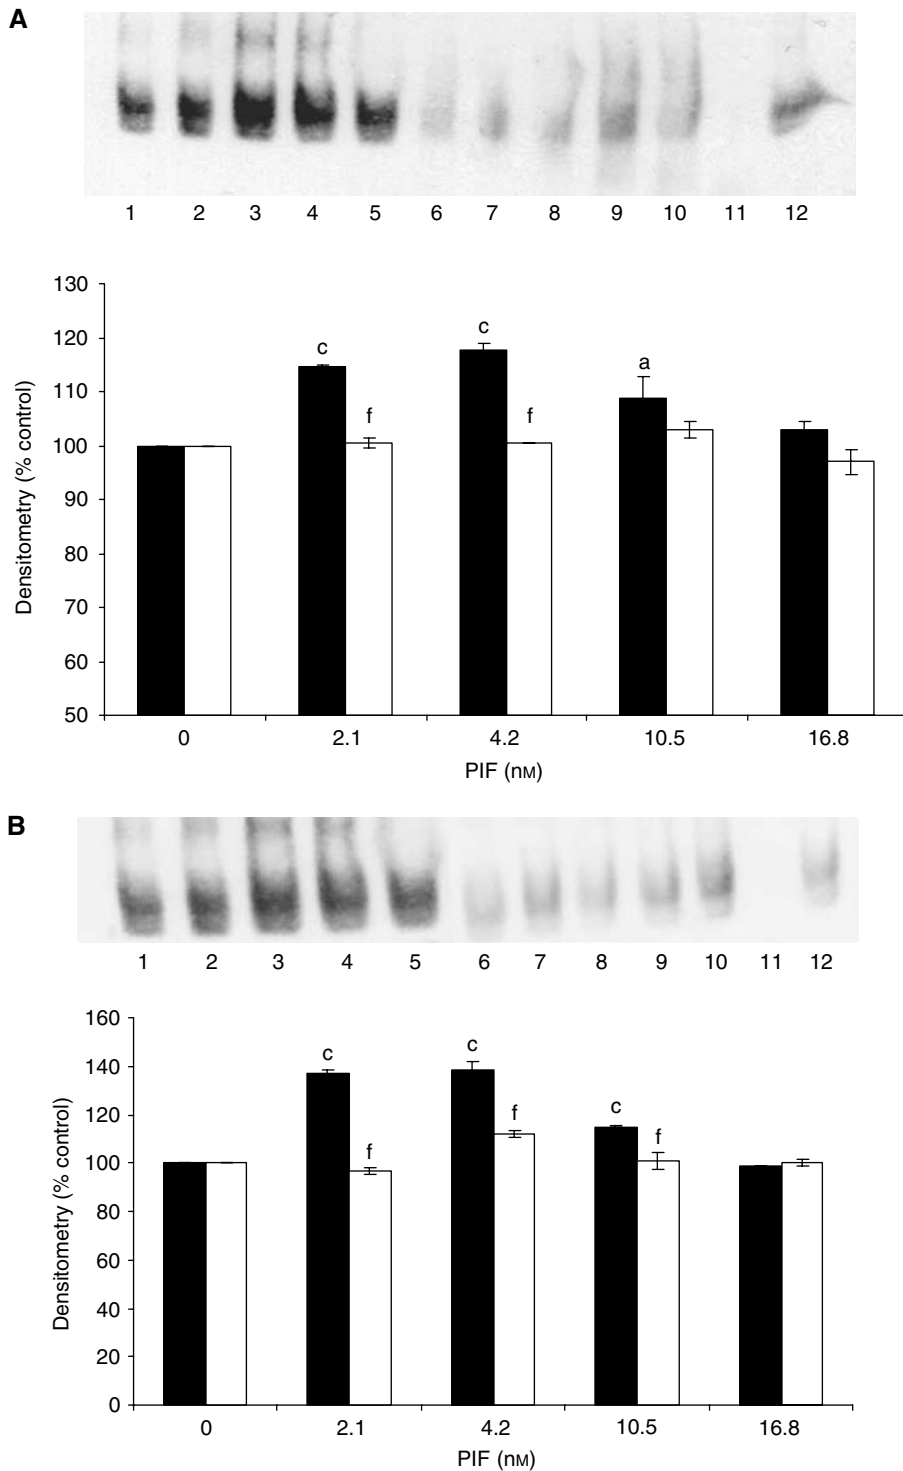 A
1 2 3 4 5 6 7 8 9 10 11 12
130
120
110
100
90
80
70
60
50
Densitometry (% control)
c
f
c
f
a
0 2.1 4.2 10.5 16.8
PIF (nM)
B
1 2 3 4 5 6 7 8 9 10 11 12
160
140
120
100
80
60
40
20
0
Densitometry (% control)
c
f
c
f
c
f
0 2.1 4.2 10.5 16.8
PIF (nM)